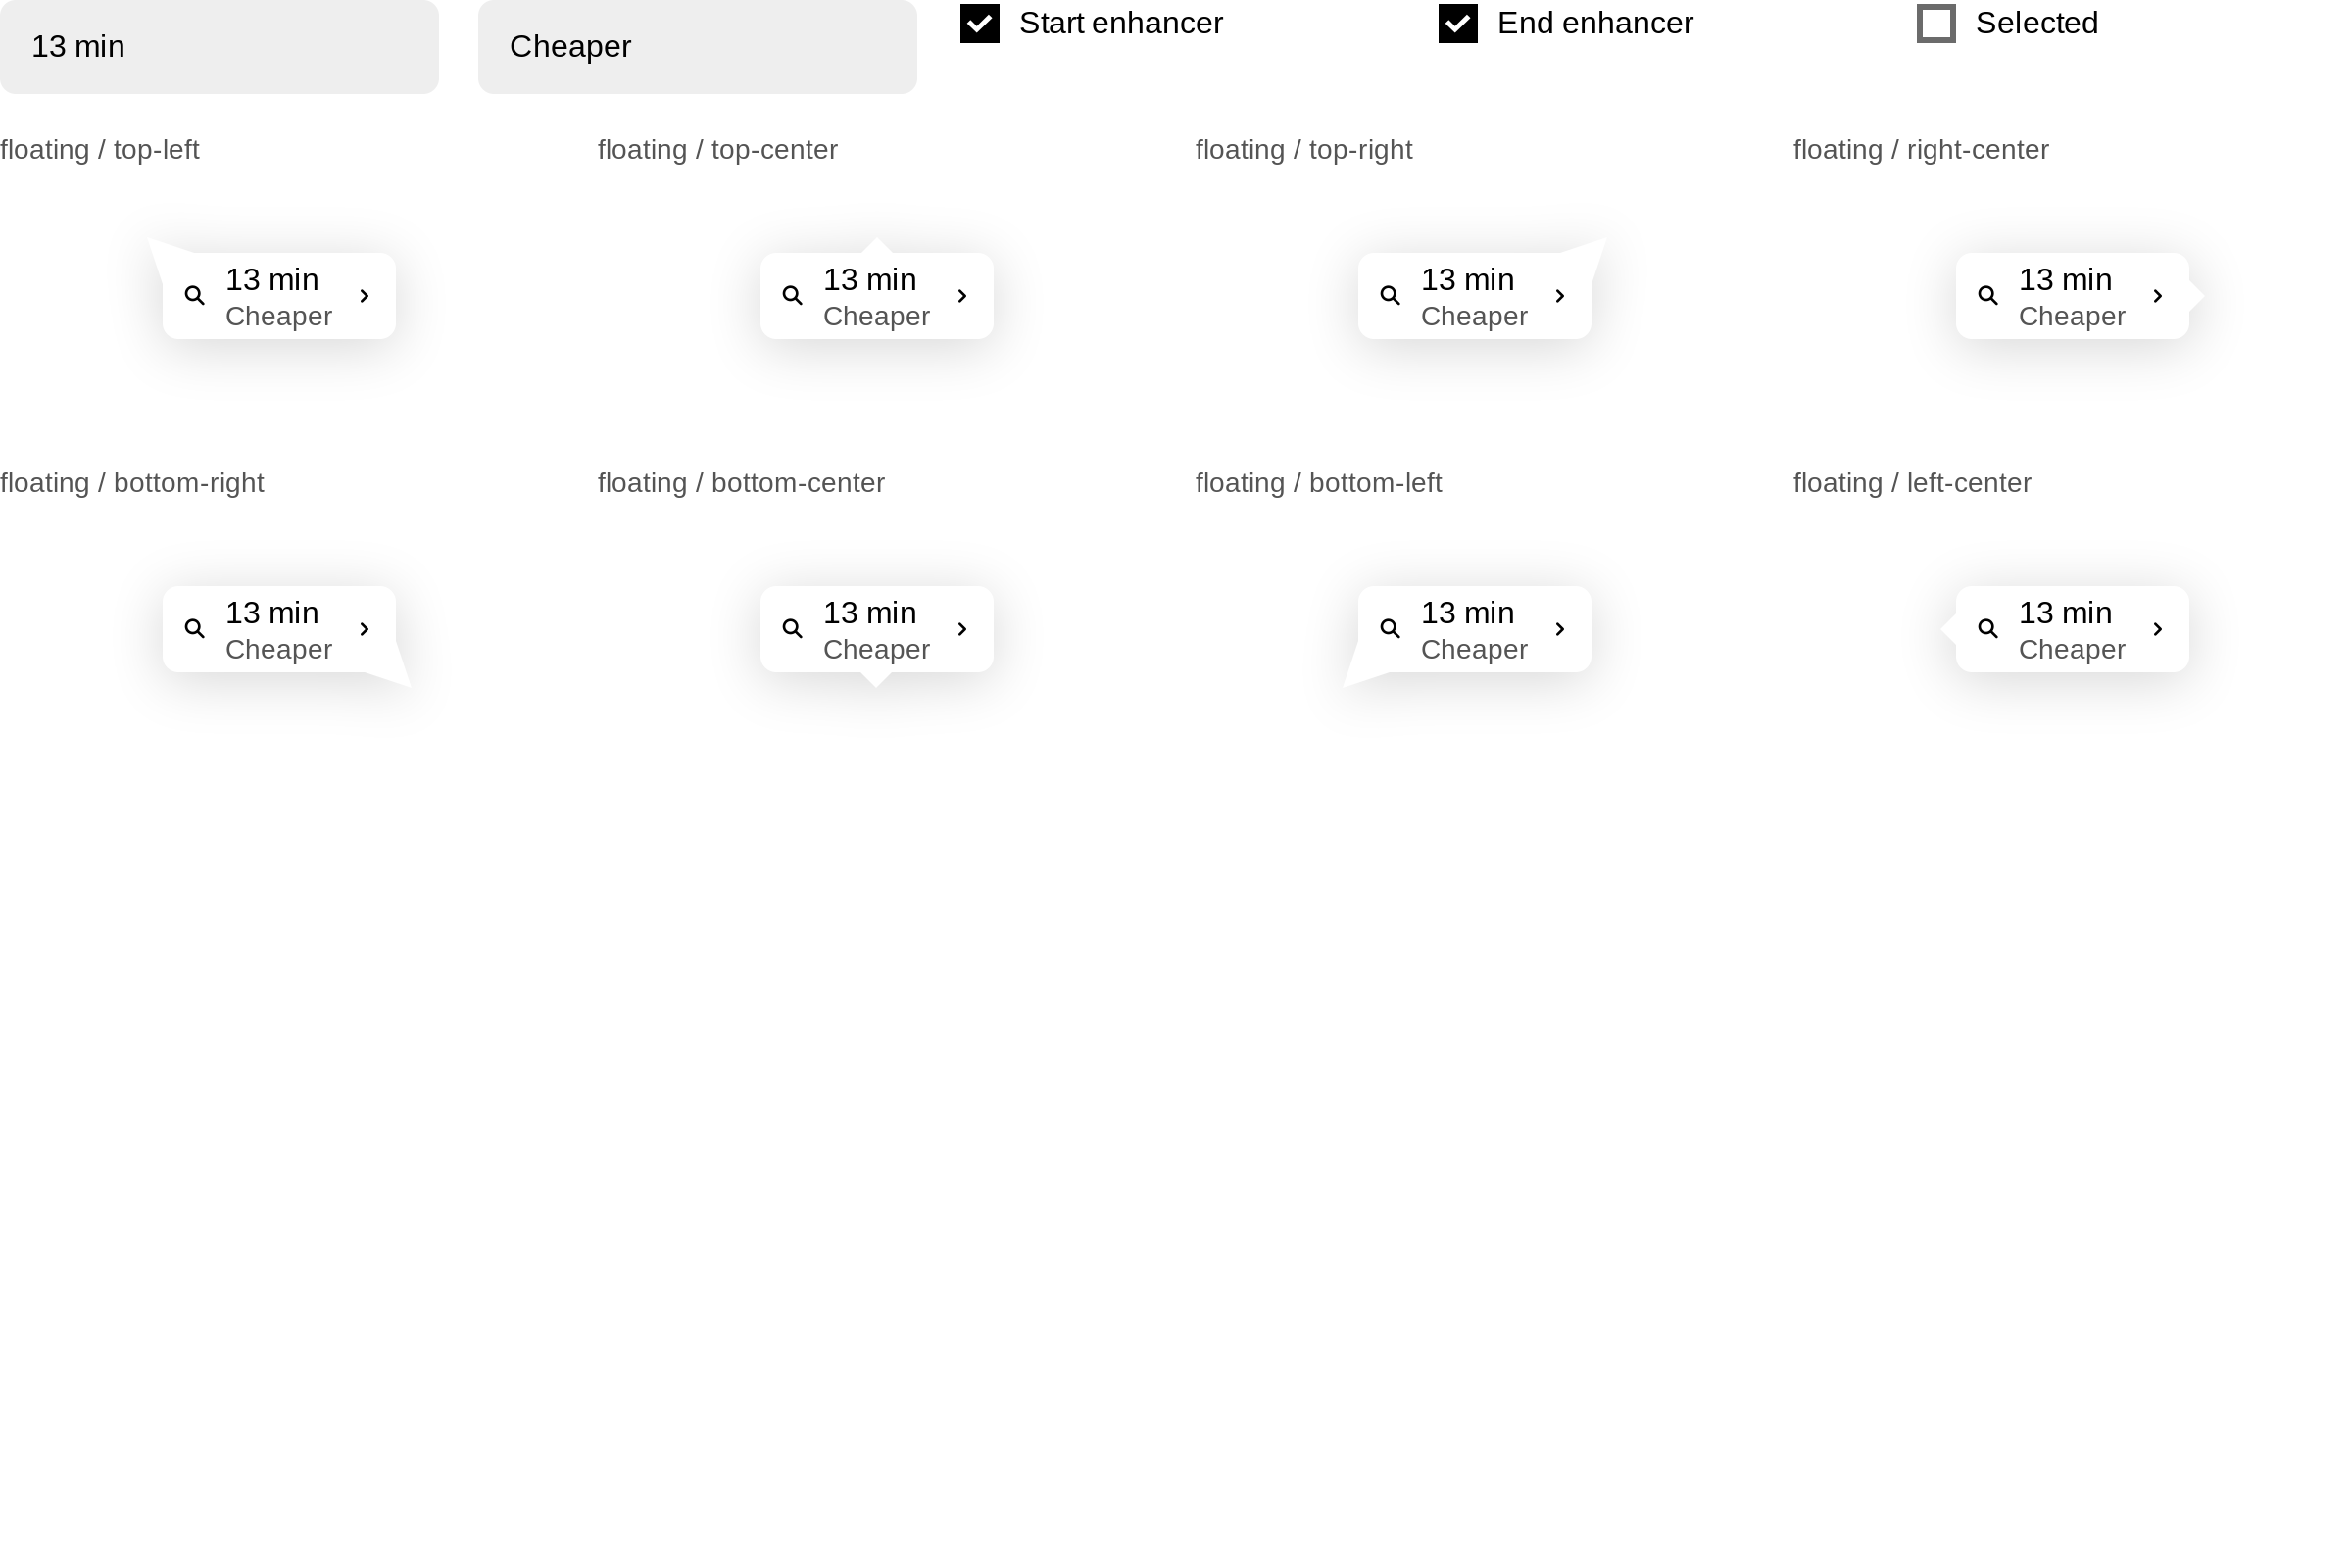 13 min
Cheaper
Start enhancer
End enhancer
Selected
floating / top-left
floating / top-center
floating / top-right
floating / right-center
13 min
Cheaper
13 min
Cheaper
13 min
Cheaper
13 min
Cheaper
floating / bottom-right
floating / bottom-center
floating / bottom-left
floating / left-center
13 min
Cheaper
13 min
Cheaper
13 min
Cheaper
13 min
Cheaper